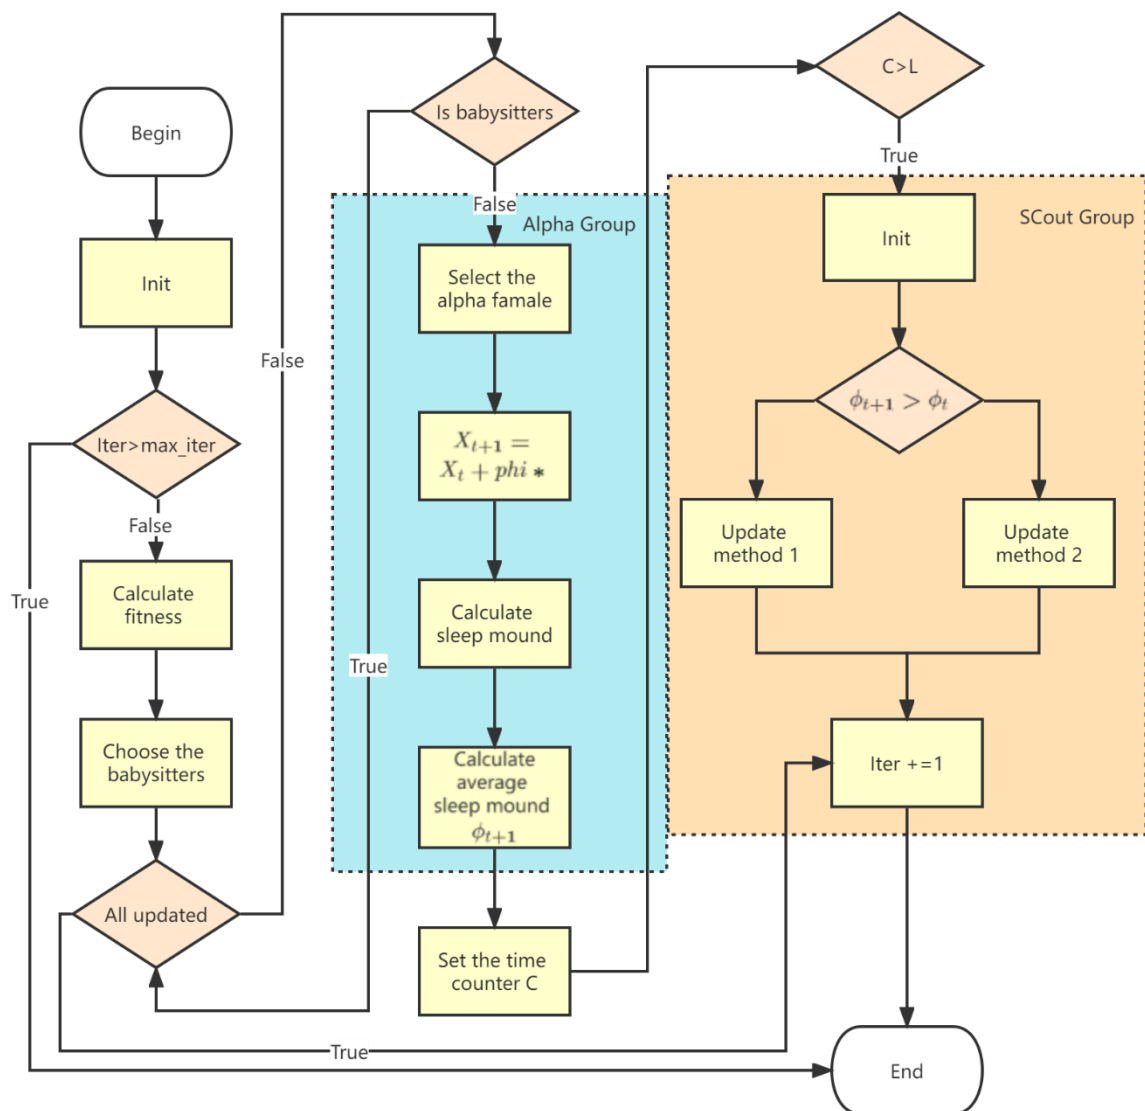 Begin
Init
Iter>max_iter
False
True
Calculate
fitness
Choose the
babysitters
All updated
False
True
Is babysitters
False
True
Alpha Group
Select the
alpha famale
X_{t+1} =
X_t + phi *
Calculate
sleep mound
Calculate
average
sleep mound
ϕ_{t+1}
Set the time
counter C
C>L
True
SCout Group
Init
ϕ_{t+1} > ϕ_t
Update
method 1
Update
method 2
Iter +=1
End